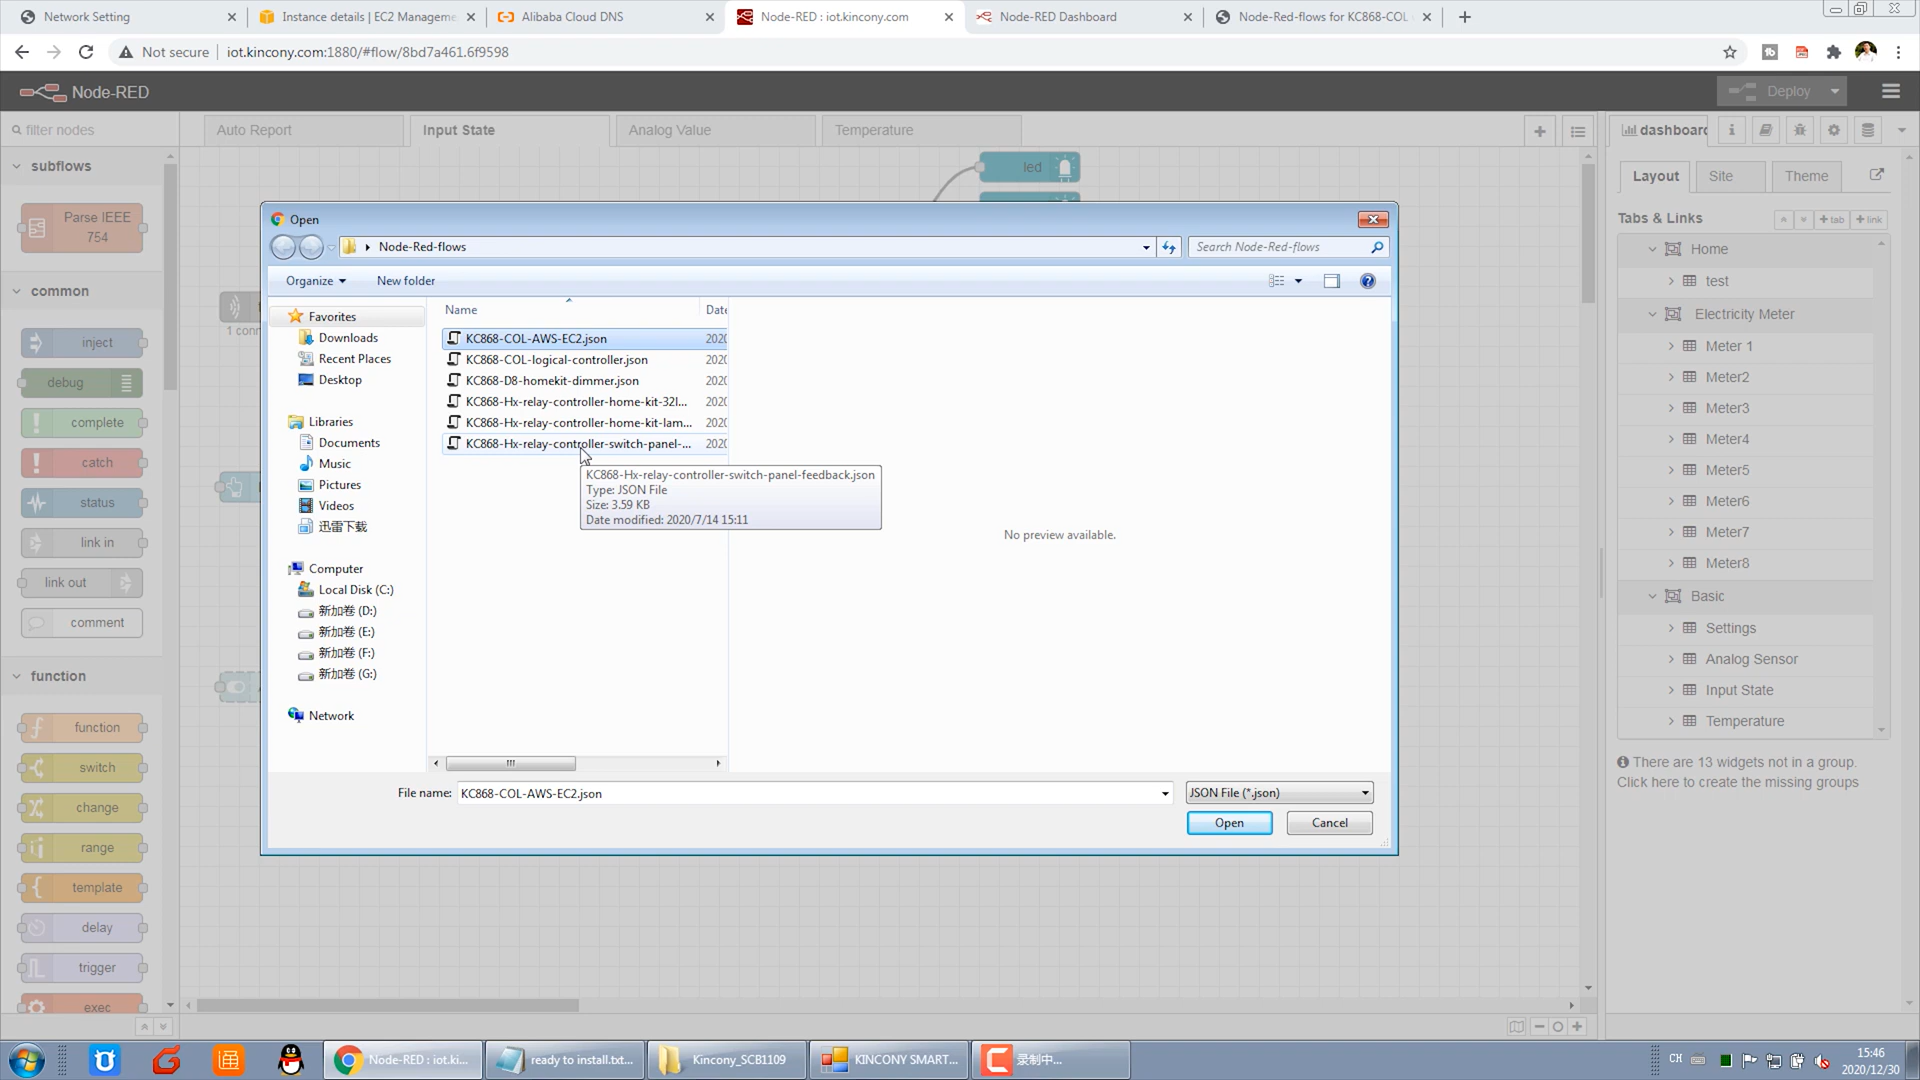 Network Setting
Instance details | EC2 Manageme
Alibaba Cloud DNS
Node-RED : iot.kincony.com
Node-RED Dashboard
Node-Red-flows for KC868-COL
Not secure
iot.kincony.com:1880/#flow/8bd7a461.6f9598
Node-RED
Deploy
filter nodes
Auto Report
Input State
Analog Value
Temperature
dashboard
subflows
Parse IEEE
754
common
inject
debug
complete
catch
status
link in
link out
comment
function
function
switch
change
range
template
delay
trigger
exec
1 conn
led
Open
Node-Red-flows
Search Node-Red-flows
Organize
New folder
Name
Date
Favorites
Downloads
Recent Places
Desktop
Libraries
Documents
Music
Pictures
Videos
迅雷下载
Computer
Local Disk (C:)
新加卷 (D:)
新加卷 (E:)
新加卷 (F:)
新加卷 (G:)
Network
KC868-COL-AWS-EC2.json 2020
KC868-COL-logical-controller.json 2020
KC868-D8-homekit-dimmer.json 2020
KC868-Hx-relay-controller-home-kit-32l... 2020
KC868-Hx-relay-controller-home-kit-lam... 2020
KC868-Hx-relay-controller-switch-panel-... 2020
KC868-Hx-relay-controller-switch-panel-feedback.json
Type: JSON File
Size: 3.59 KB
Date modified: 2020/7/14 15:11
No preview available.
File name: KC868-COL-AWS-EC2.json
JSON File (*.json)
Open
Cancel
Layout
Site
Theme
Tabs & Links
tab
link
Home
test
Electricity Meter
Meter 1
Meter2
Meter3
Meter4
Meter5
Meter6
Meter7
Meter8
Basic
Settings
Analog Sensor
Input State
Temperature
There are 13 widgets not in a group.
Click here to create the missing groups
Node-RED : iot.ki...
ready to install.txt...
Kincony_SCB1109
KINCONY SMART...
录制中...
CH
15:46
2020/12/30